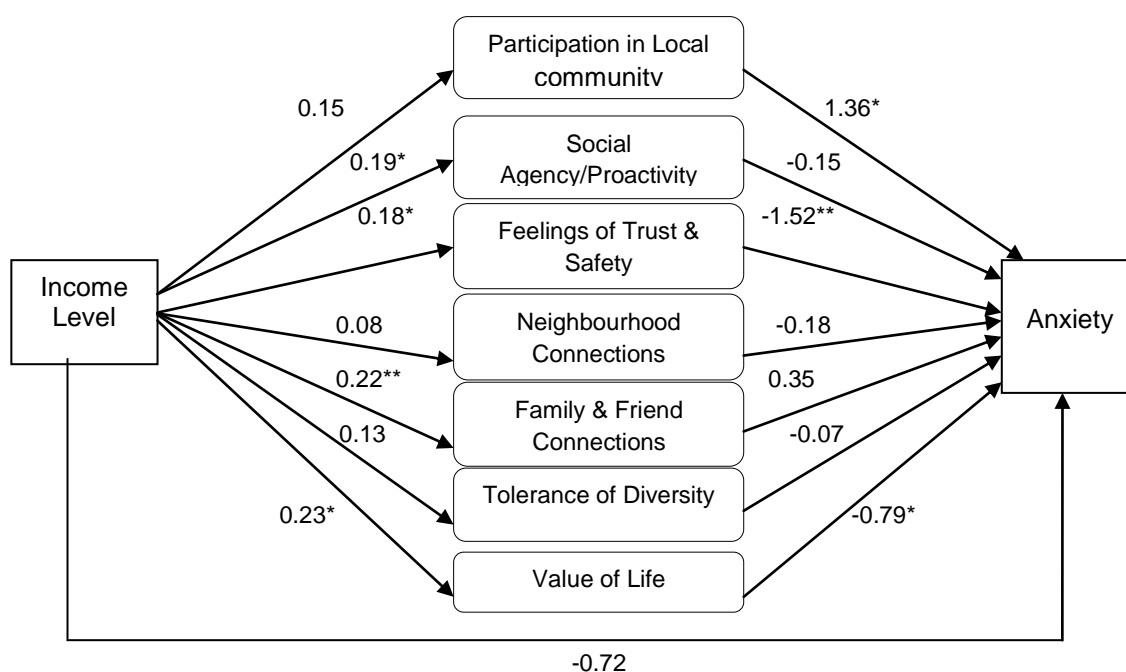 Participation in Local
community
0.15
1.36*
Social
Agency/Proactivity
0.19*
-0.15
0.18*
-1.52**
Feelings of Trust &
Safety
Income
Level
Anxiety
0.08
Neighbourhood
Connections
-0.18
0.22**
0.35
Family & Friend
Connections
0.13
-0.07
Tolerance of Diversity
0.23*
-0.79*
Value of Life
-0.72